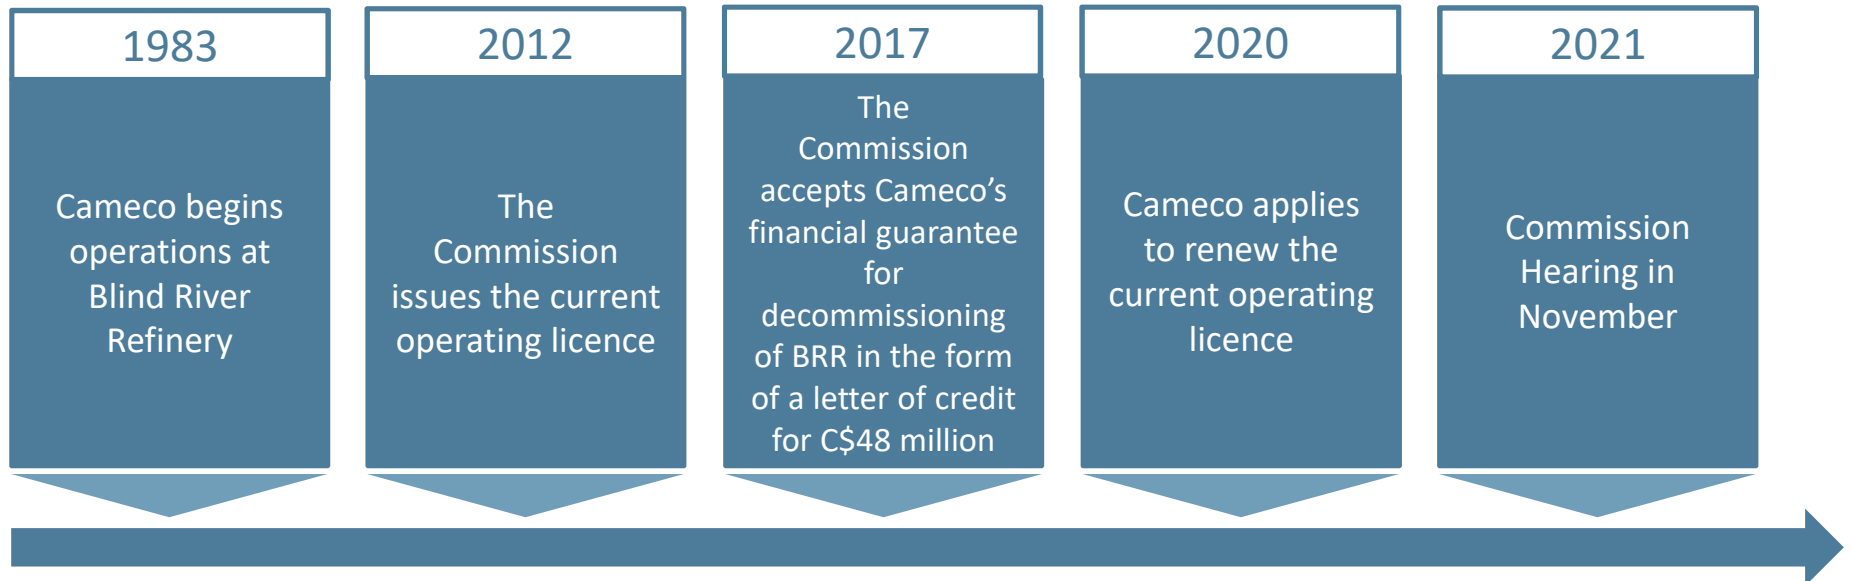 1983
Cameco begins
operations at
Blind River
Refinery
2012
The
Commission
issues the current
operating licence
2017
The
Commission
accepts Cameco’s
financial guarantee
for
decommissioning
of BRR in the form
of a letter of credit
for C$48 million
2020
Cameco applies
to renew the
current operating
licence
2021
Commission
Hearing in
November